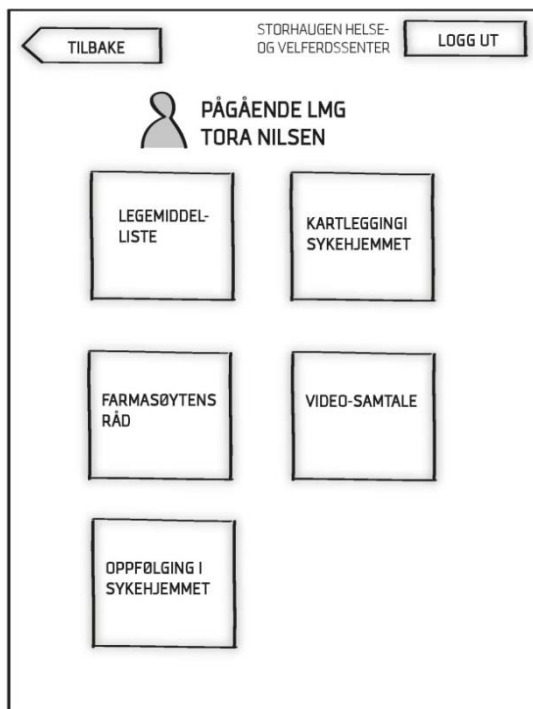 TILBAKE
STORHAUGEN HELSE-
OG VELFERDSSENTER
LOGG UT
PÅGÅENDE LMG
TORA NILSEN
LEGEMIDDEL-
LISTE
KARTLEGGINGI
SYKEHJEMMET
FARMASØYTENS
RÅD
VIDEO-SAMTALE
OPPFØLGING I
SYKEHJEMMET